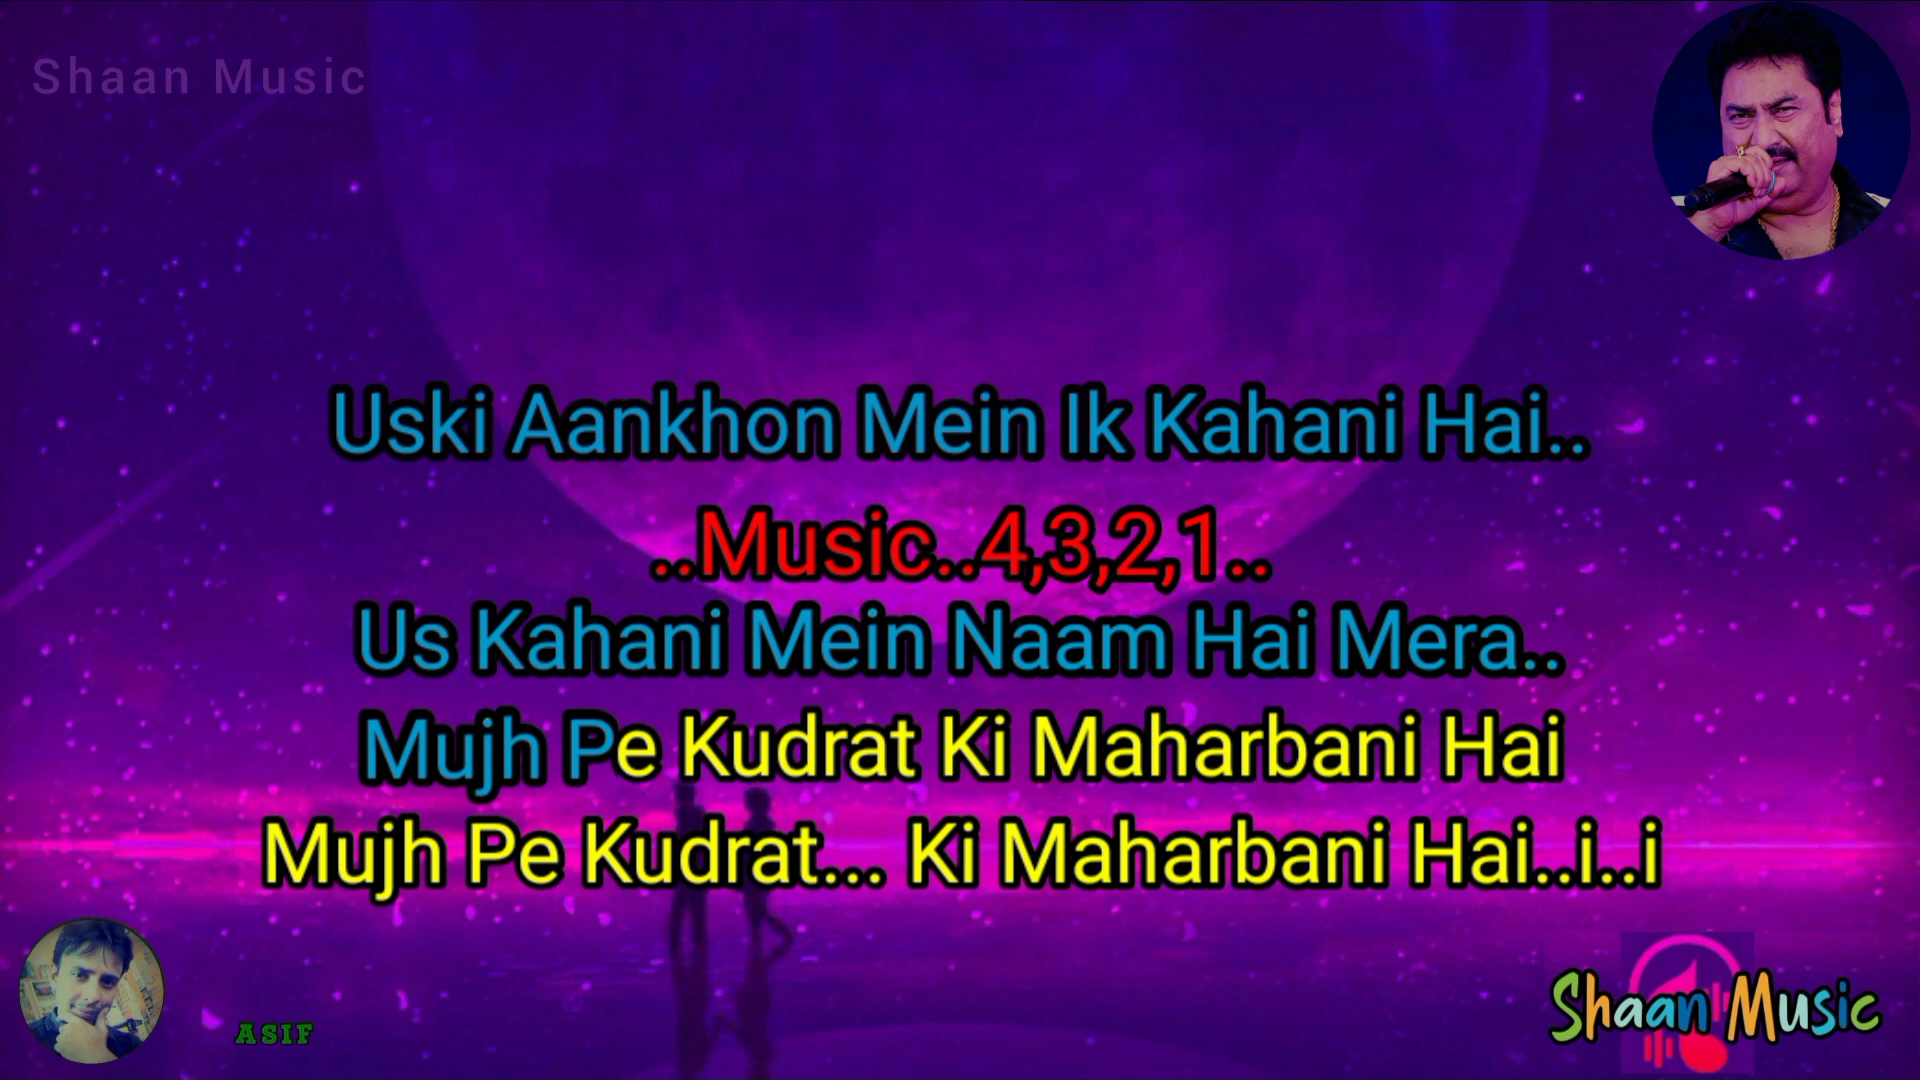 Shaan Music
Uski Aankhon Mein Ik Kahani Hai..
..Music..4,3,2,1..
Us Kahani Mein Naam Hai Mera..
Mujh Pe Kudrat Ki Maharbani Hai
Mujh Pe Kudrat... Ki Maharbani Hai..i..i
ASIF
Shaan Music